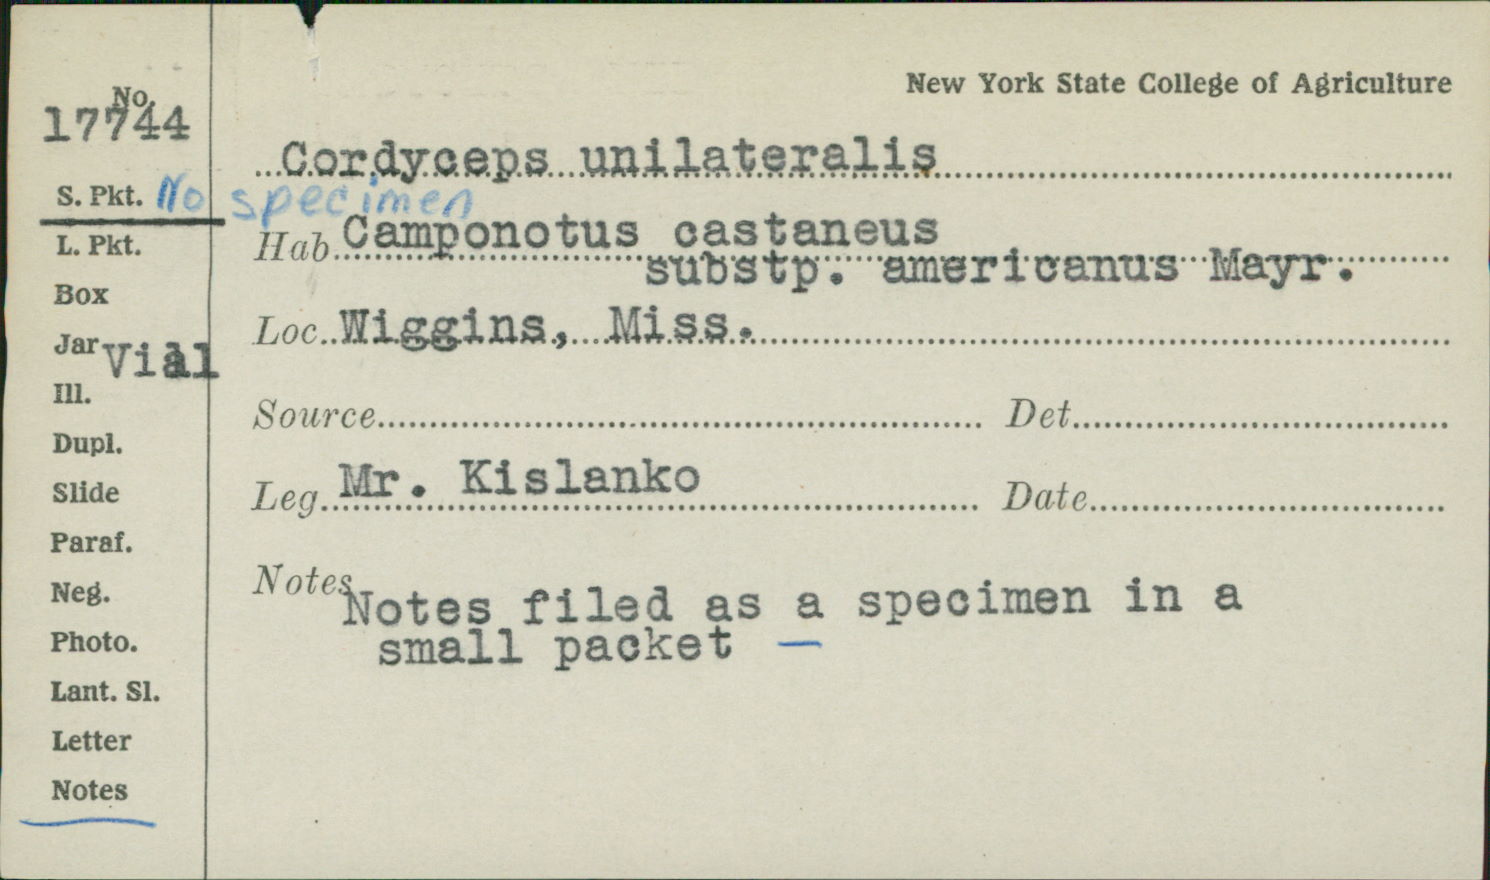 New York State College of Agriculture
No.
17744
Cordyceps unilateralis
S. Pkt. No specimen
L. Pkt.
Hab Camponotus castaneus
substp. americanus Mayr.
Box
Loc. Wiggins, Miss.
Jar Vial
Ill.
Source Det.
Dupl.
Slide
Leg. Mr. Kislanko Date
Paraf.
Neg.
Notes Notes filed as a specimen in a
small packet —
Photo.
Lant. Sl.
Letter
Notes